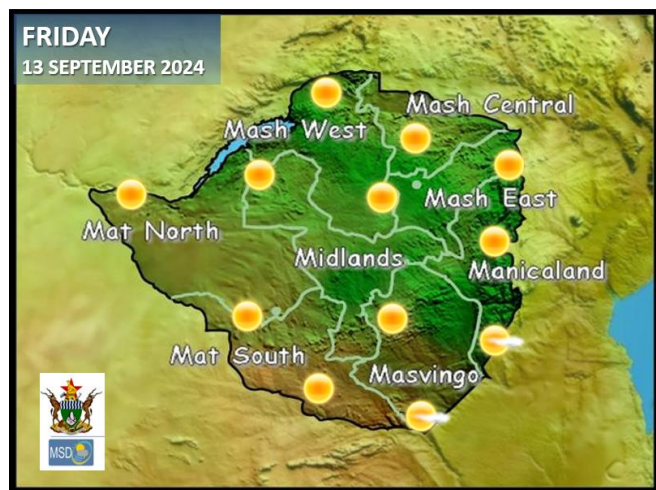 FRIDAY
13 SEPTEMBER 2024
Mash Central
Mash West
Mash East
Mat North
Midlands
Manicaland
Mat South
Masvingo
MSD